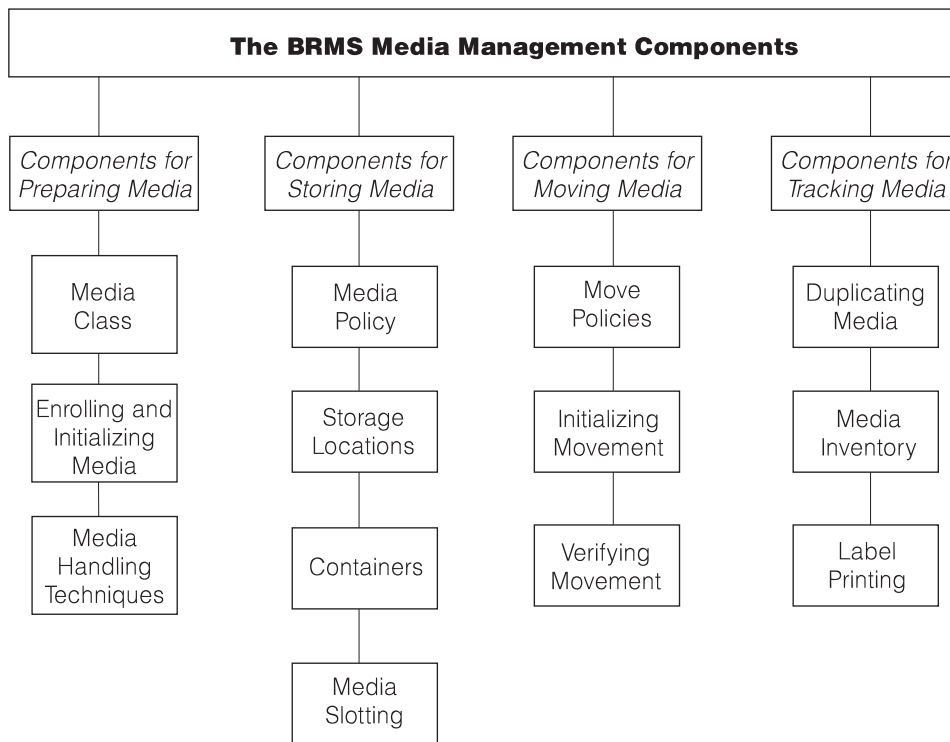 The BRMS Media Management Components
Components for
Preparing Media
Components for
Storing Media
Components for
Moving Media
Components for
Tracking Media
Media
Class
Enrolling and
Initializing
Media
Media
Handling
Techniques
Media
Policy
Storage
Locations
Containers
Media
Slotting
Move
Policies
Initializing
Movement
Verifying
Movement
Duplicating
Media
Media
Inventory
Label
Printing